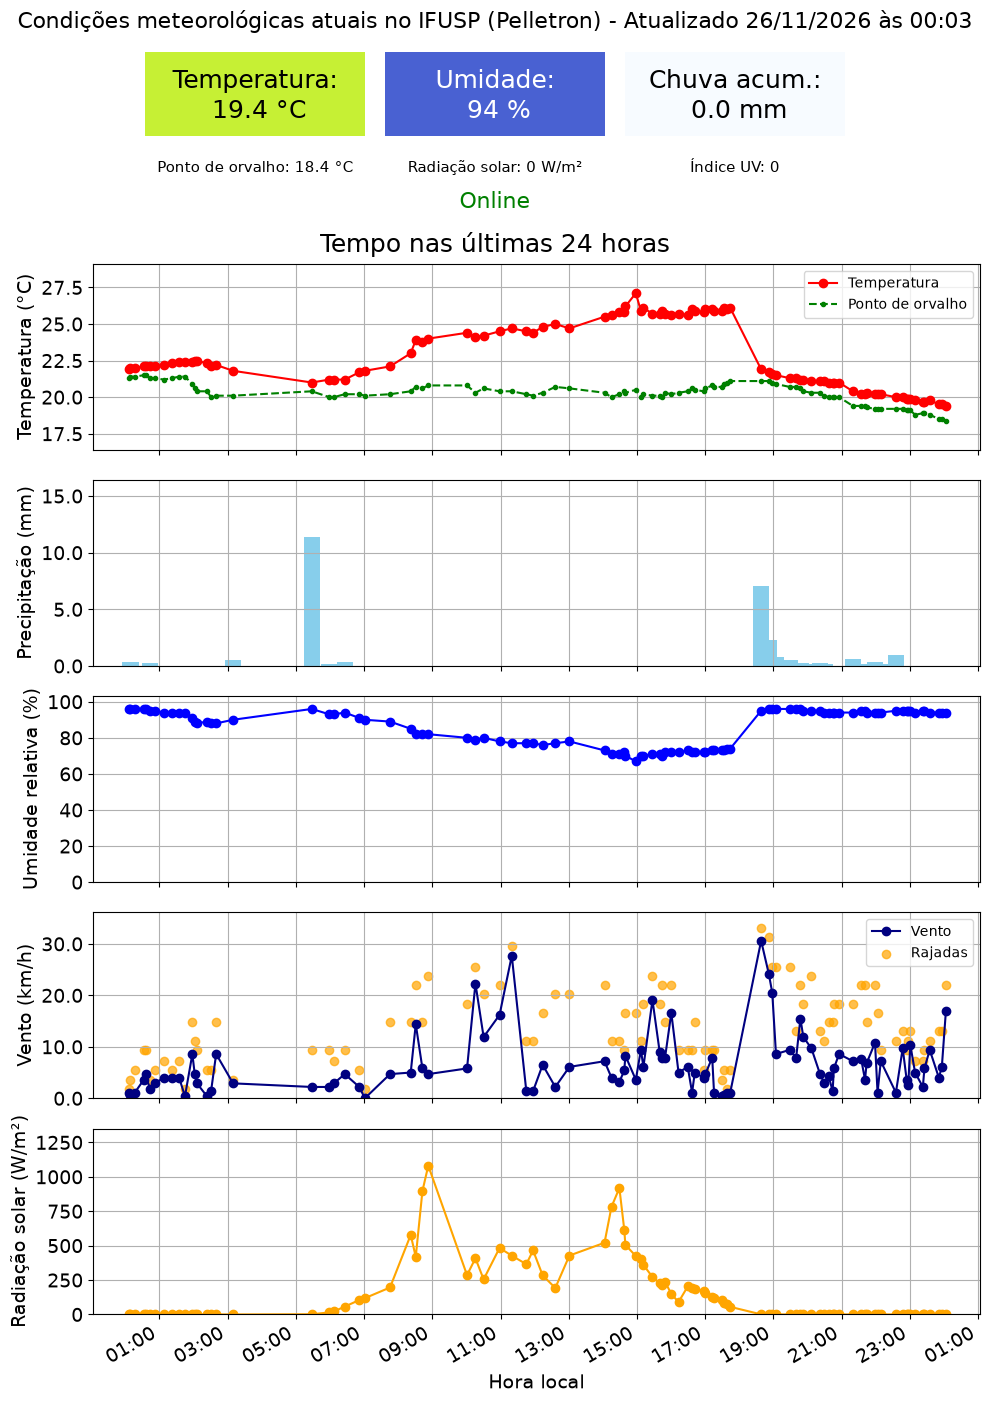 Condições meteorológicas atuais no IFUSP (Pelletron) - Atualizado 26/11/2026 às 00:03
Temperatura:
19.4 °C
Umidade:
94 %
Chuva acum.:
0.0 mm
Ponto de orvalho: 18.4 °C
Radiação solar: 0 W/m²
Índice UV: 0
Online
Tempo nas últimas 24 horas
Temperatura (°C)
27.5
25.0
22.5
20.0
17.5
Temperatura
Ponto de orvalho
Precipitação (mm)
15.0
10.0
5.0
0.0
Umidade relativa (%)
100
80
60
40
20
0
Vento (km/h)
30.0
20.0
10.0
0.0
Vento
Rajadas
Radiação solar (W/m²)
1250
1000
750
500
250
0
01:00 03:00 05:00 07:00 09:00 11:00 13:00 15:00 17:00 19:00 21:00 23:00 01:00
Hora local